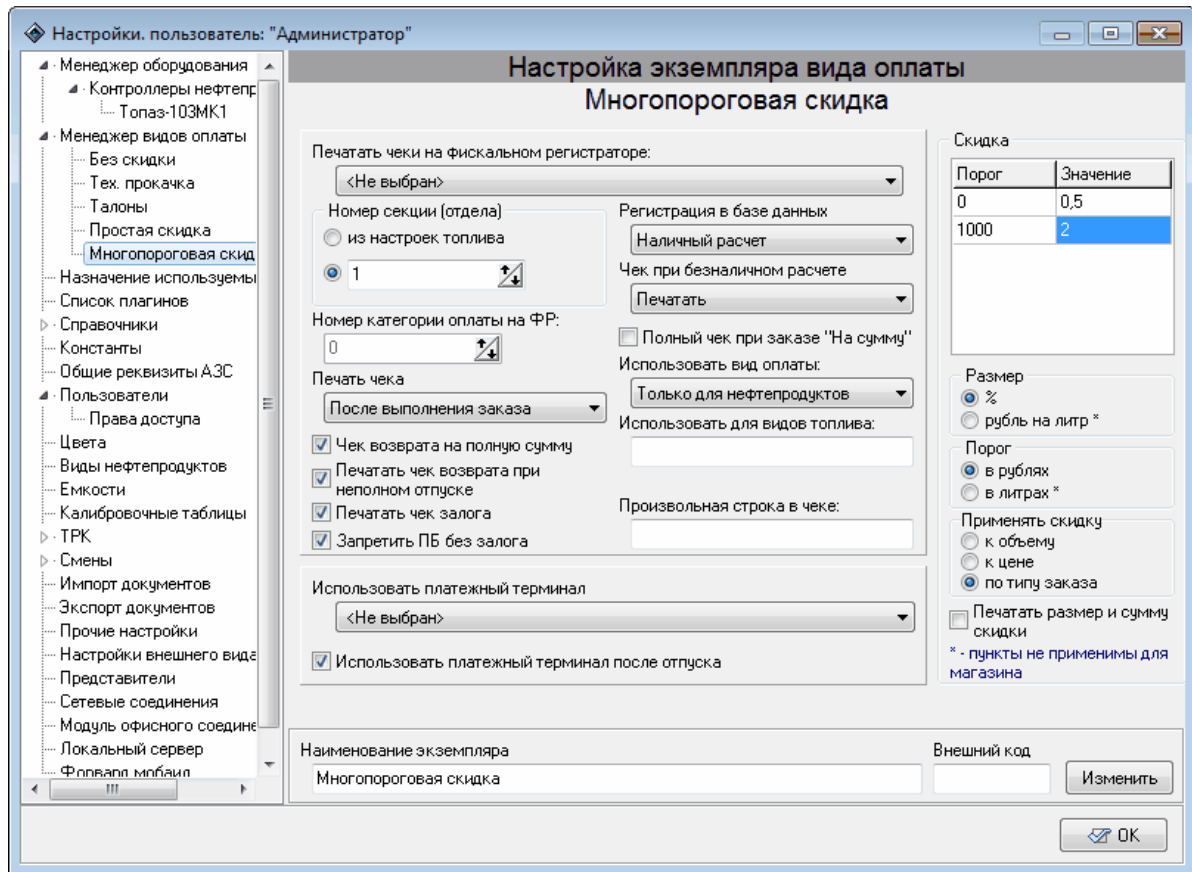 Настройки. пользователь: "Администратор"
Менеджер оборудования
Контроллеры нефтепр
Топаз-103МК1
Менеджер видов оплаты
Без скидки
Тех. прокачка
Талоны
Простая скидка
Многопороговая скид
Назначение используемы
Список плагинов
Справочники
Константы
Общие реквизиты АЗС
Пользователи
Права доступа
Цвета
Виды нефтепродуктов
Емкости
Калибровочные таблицы
ТРК
Смены
Импорт документов
Экспорт документов
Прочие настройки
Настройки внешнего вида
Представители
Сетевые соединения
Модуль офисного соедине
Локальный сервер
Форвард мобаил
Настройка экземпляра вида оплаты
Многопороговая скидка
Печатать чеки на фискальном регистраторе:
<Не выбран>
Номер секции (отдела)
из настроек топлива
1
Номер категории оплаты на ФР:
0
Печать чека
После выполнения заказа
Чек возврата на полную сумму
Печатать чек возврата при
неполном отпуске
Печатать чек залога
Запретить ПБ без залога
Регистрация в базе данных
Наличный расчет
Чек при безналичном расчете
Печатать
Полный чек при заказе "На сумму"
Использовать вид оплаты:
Только для нефтепродуктов
Использовать для видов топлива:
Произвольная строка в чеке:
Использовать платежный терминал
<Не выбран>
Использовать платежный терминал после отпуска
Скидка
Порог Значение
0 0,5
1000 2
Размер
%
рубль на литр *
Порог
в рублях
в литрах *
Применять скидку
к объему
к цене
по типу заказа
Печатать размер и сумму
скидки
* - пункты не применимы для
магазина
Наименование экземпляра
Многопороговая скидка
Внешний код
Изменить
OK